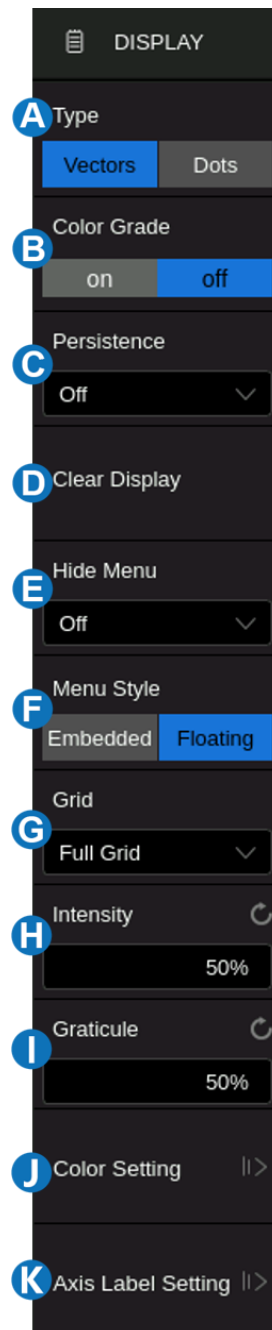 DISPLAY
A Type
Vectors Dots
Color Grade
B
on off
Persistence
C
Off
D Clear Display
Hide Menu
E
Off
Menu Style
F
Embedded Floating
Grid
G
Full Grid
Intensity
H
50%
Graticule
I
50%
J Color Setting
K Axis Label Setting